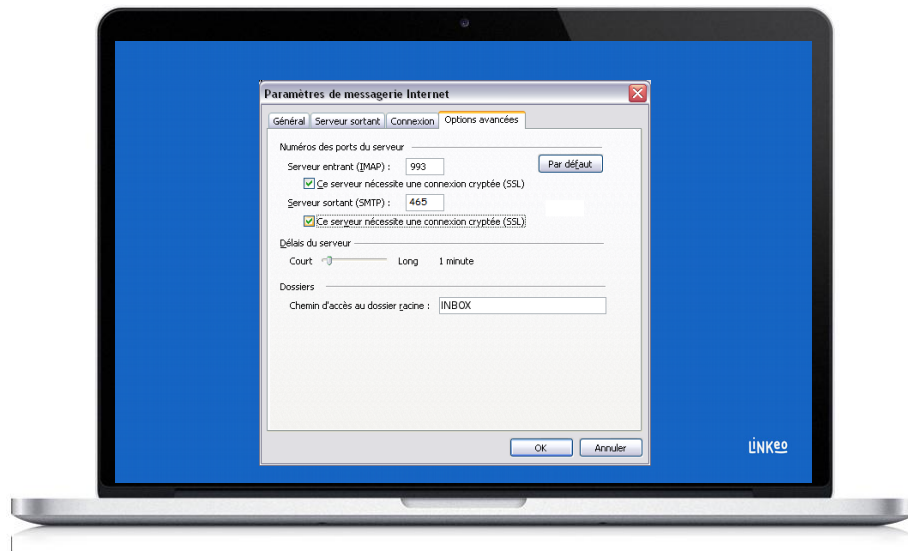 Paramètres de messagerie Internet
Général Serveur sortant Connexion Options avancées
Numéros des ports du serveur
Serveur entrant (IMAP) : 993 Par défaut
Ce serveur nécessite une connexion cryptée (SSL)
Serveur sortant (SMTP) : 465
Ce serveur nécessite une connexion cryptée (SSL)
Délais du serveur
Court Long 1 minute
Dossiers
Chemin d'accès au dossier racine : INBOX
OK Annuler
LiNKeo